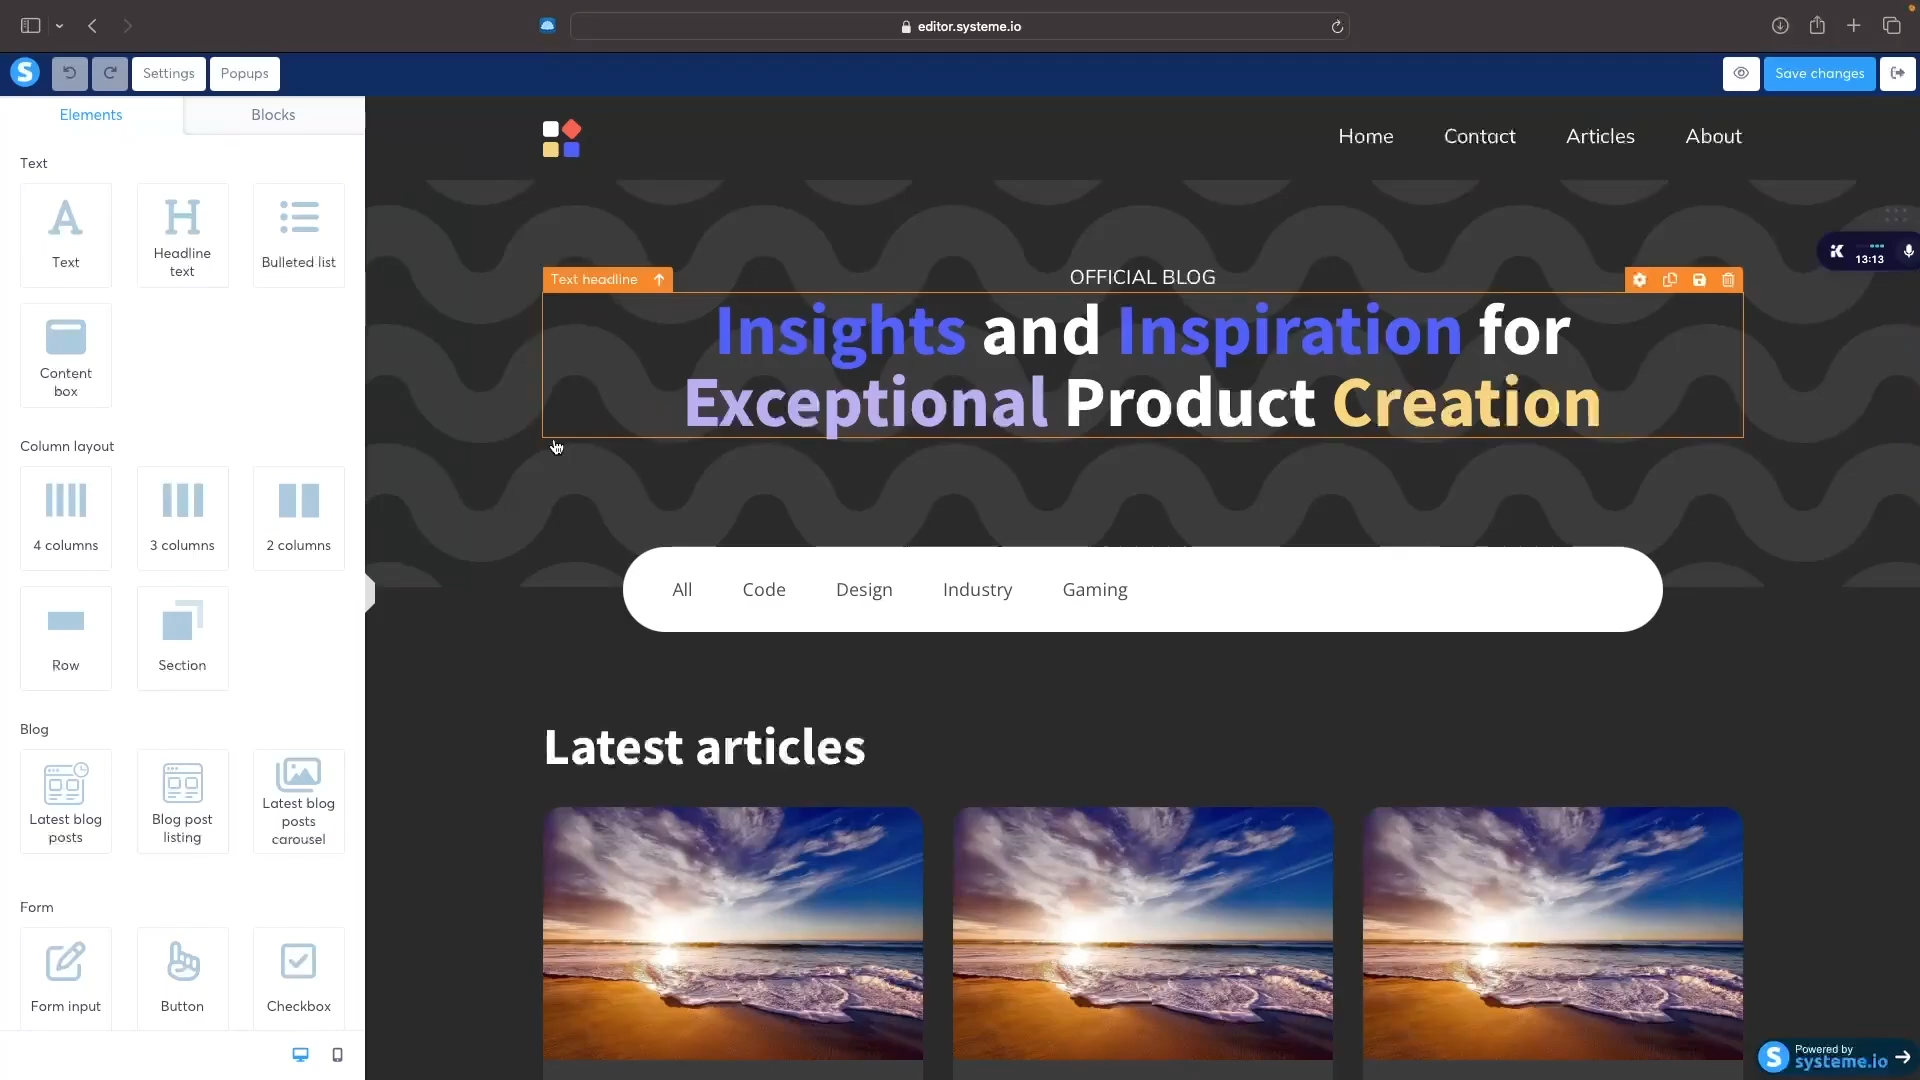 editor.systeme.io
S
Settings
Popups
Save changes
Elements
Blocks
Text
A
Text
H
Headline
text
Bulleted list
Content
box
Column layout
4 columns
3 columns
2 columns
Row
Section
Blog
Latest blog
posts
Blog post
listing
Latest blog
posts
carousel
Form
Form input
Button
Checkbox
Home
Contact
Articles
About
13:13
OFFICIAL BLOG
Text headline
Insights and Inspiration for
Exceptional Product Creation
All
Code
Design
Industry
Gaming
Latest articles
S
Powered by
systeme.io